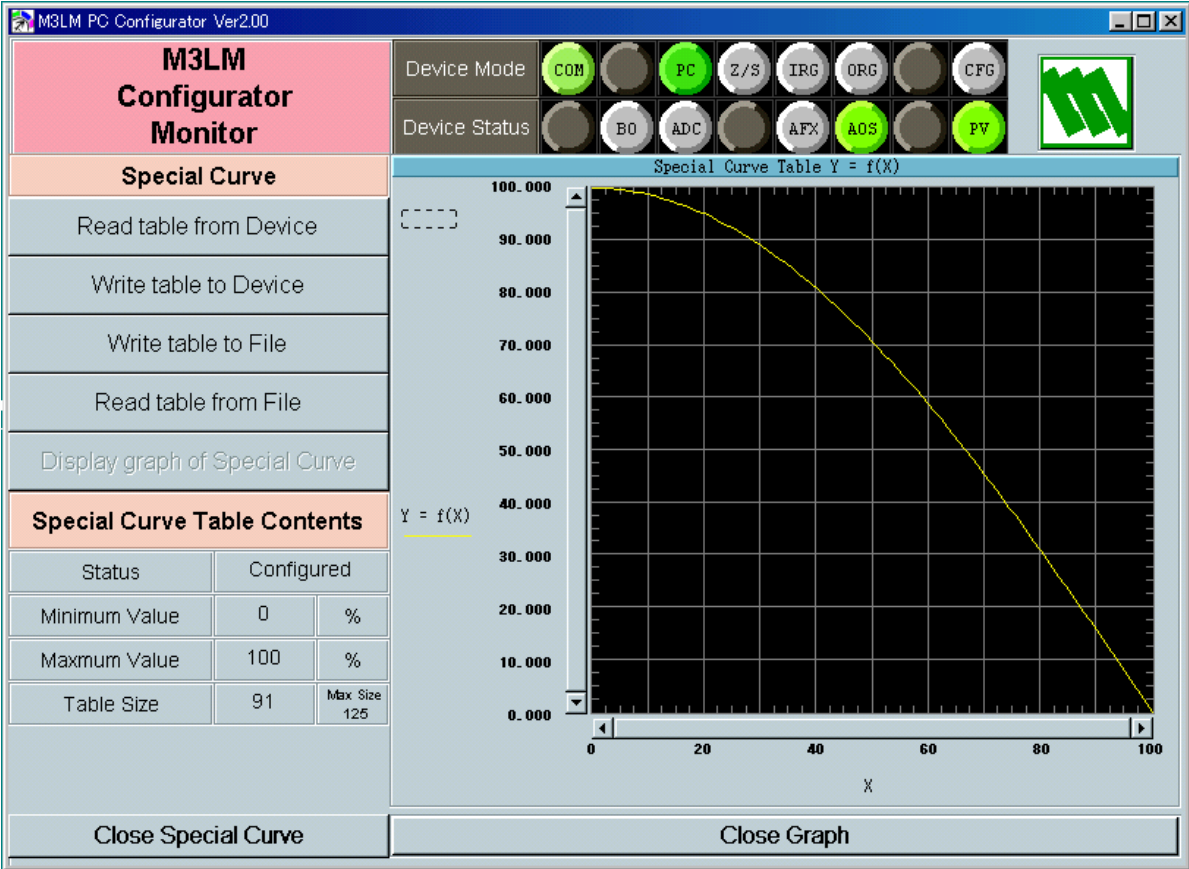 M3LM PC Configurator Ver2.00
M3LM
Configurator
Monitor
Device Mode COM PC Z/S IRG ORG CFG
Device Status BO ADC AFX AOS PV
Special Curve
Read table from Device
Write table to Device
Write table to File
Read table from File
Display graph of Special Curve
Special Curve Table Contents
Status Configured
Minimum Value 0 %
Maxmum Value 100 %
Table Size 91 Max Size 125
Close Special Curve
Special Curve Table Y = f(X)
100.000
90.000
80.000
70.000
60.000
50.000
40.000
Y = f(X)
30.000
20.000
10.000
0.000
0 20 40 60 80 100
X
Close Graph